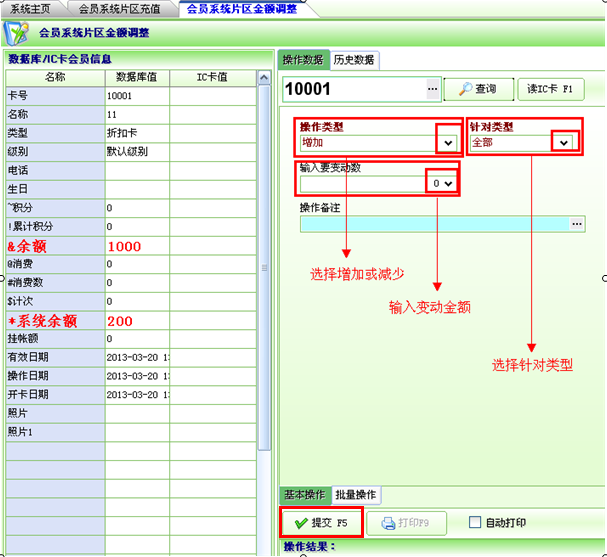 系统主页 会员系统片区充值 会员系统片区金额调整
会员系统片区金额调整
数据库/IC卡会员信息
名称 数据库值 IC卡值
卡号 10001
名称 11
类型 折扣卡
级别 默认级别
电话
生日
^积分 0
!累计积分 0
&余额 1000
@消费 0
#消费数 0
$计次 0
*系统余额 200
挂帐额 0
有效日期 2013-03-20 1
操作日期 2013-03-20 1
开卡日期 2013-03-20 1
照片
照片1
操作数据 历史数据
10001 ... 查询 读IC卡 F1
操作类型 针对类型
增加 全部
输入要变动数
0
操作备注
...
选择增加或减少
输入变动金额
选择针对类型
基本操作 批量操作
提交 F5 打印F9 自动打印
操作结果：